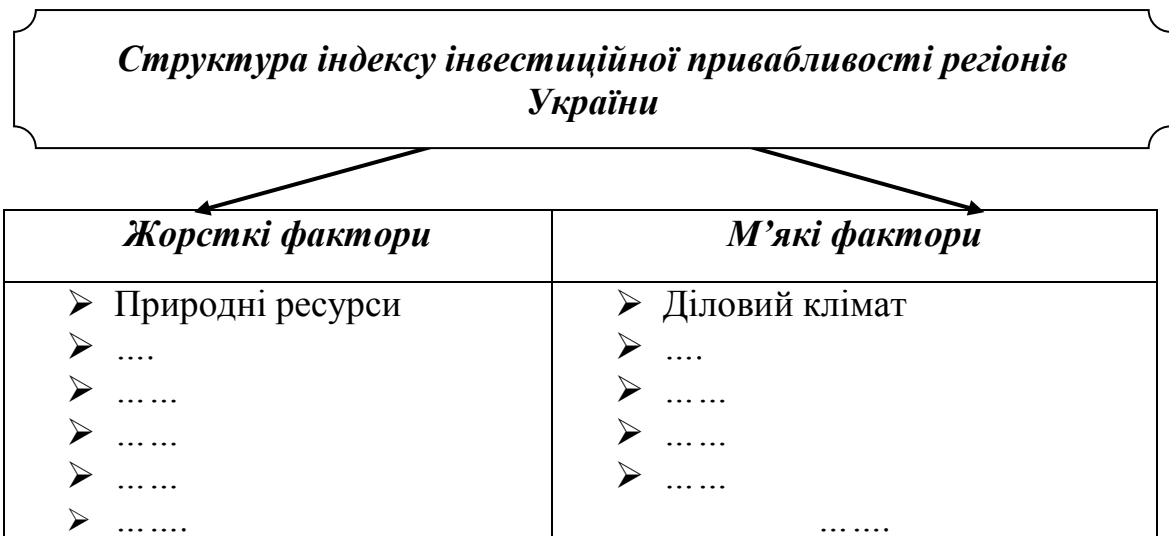 Структура індексу інвестиційної привабливості регіонів
України
Жорсткі фактори
М’які фактори
➢ Природні ресурси
➢ ….
➢ ……
➢ ……
➢ ……
➢ …….
➢ Діловий клімат
➢ ….
➢ ……
➢ ……
➢ ……
…….